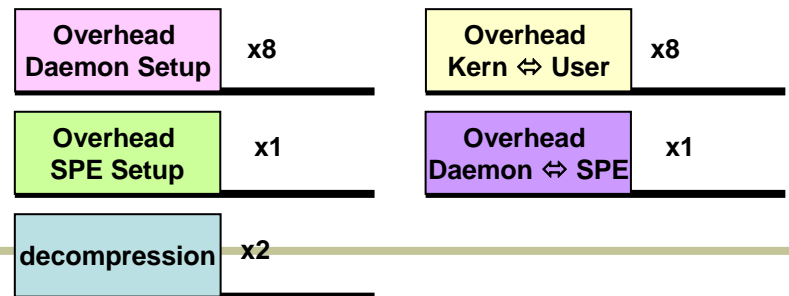 Overhead
Daemon Setup
x8
Overhead
Kern ⇔ User
x8
Overhead
SPE Setup
x1
Overhead
Daemon ⇔ SPE
x1
decompression
x2